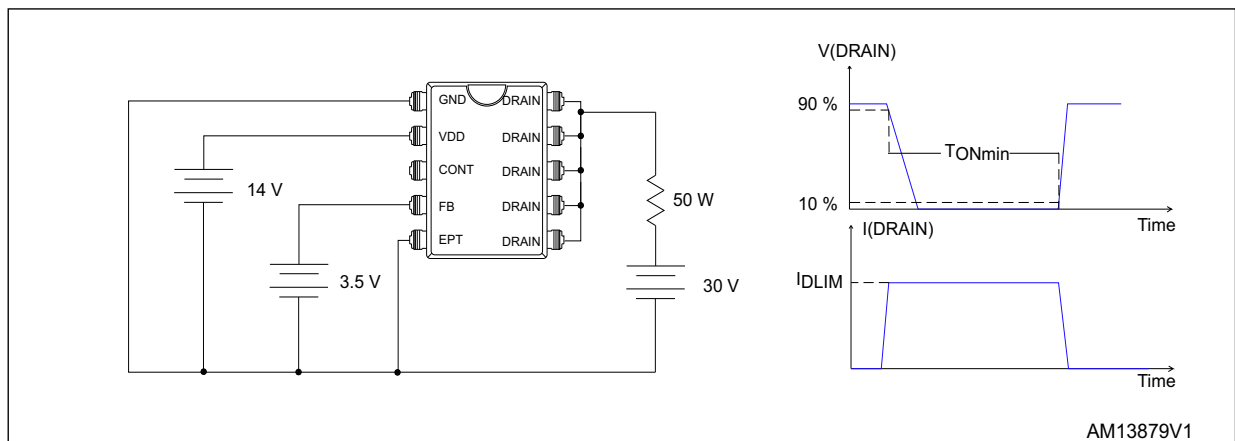 GND
VDD
CONT
FB
EPT
DRAIN
DRAIN
DRAIN
DRAIN
DRAIN
14 V
3.5 V
50 W
30 V
V(DRAIN)
90 %
TONmin
10 %
Time
I(DRAIN)
IDLIM
Time
AM13879V1